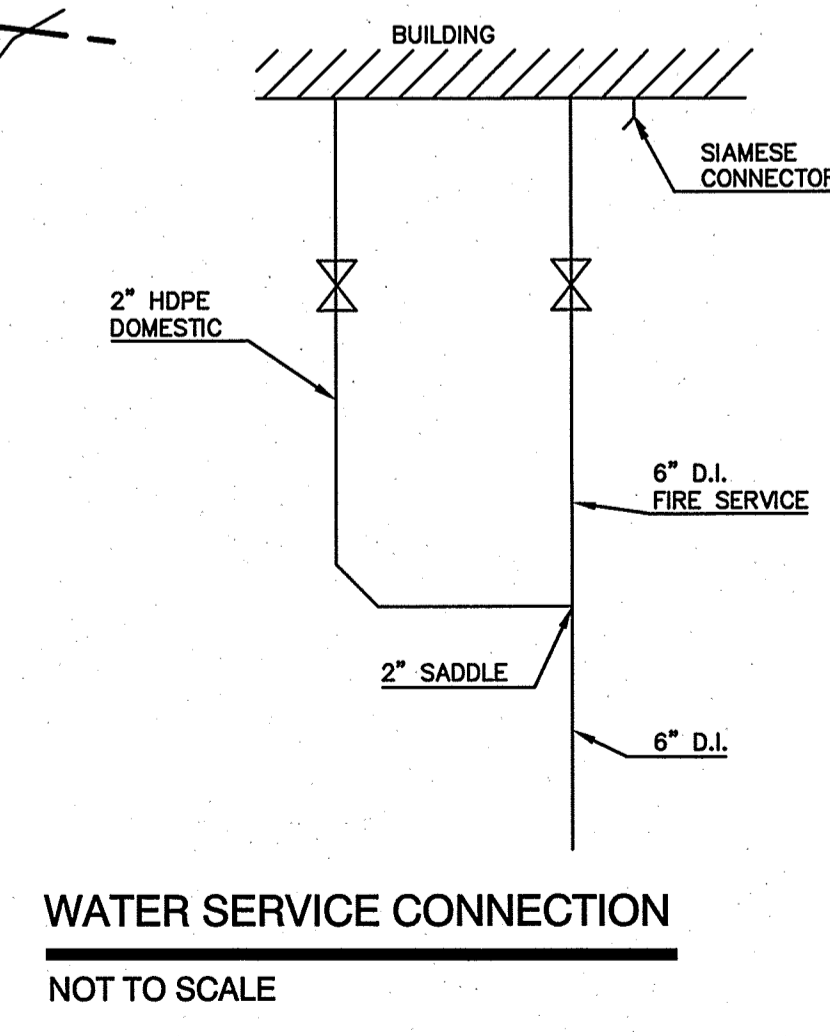 BUILDING
SIAMESE
CONNECTOR
2" HDPE
DOMESTIC
6" D.I.
FIRE SERVICE
2" SADDLE
6" D.I.
WATER SERVICE CONNECTION
NOT TO SCALE